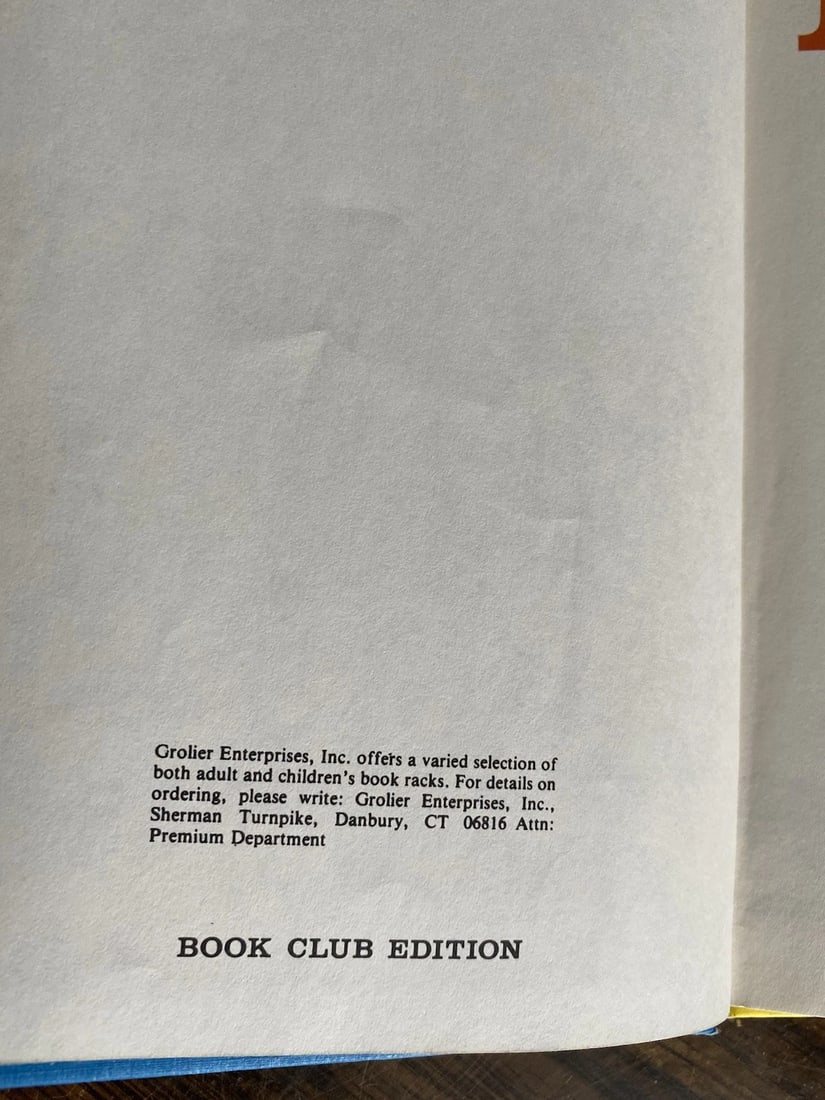 Grolier Enterprises, Inc. offers a varied selection of
both adult and children's book racks. For details on
ordering, please write: Grolier Enterprises, Inc.,
Sherman Turnpike, Danbury, CT 06816 Attn:
Premium Department
BOOK CLUB EDITION